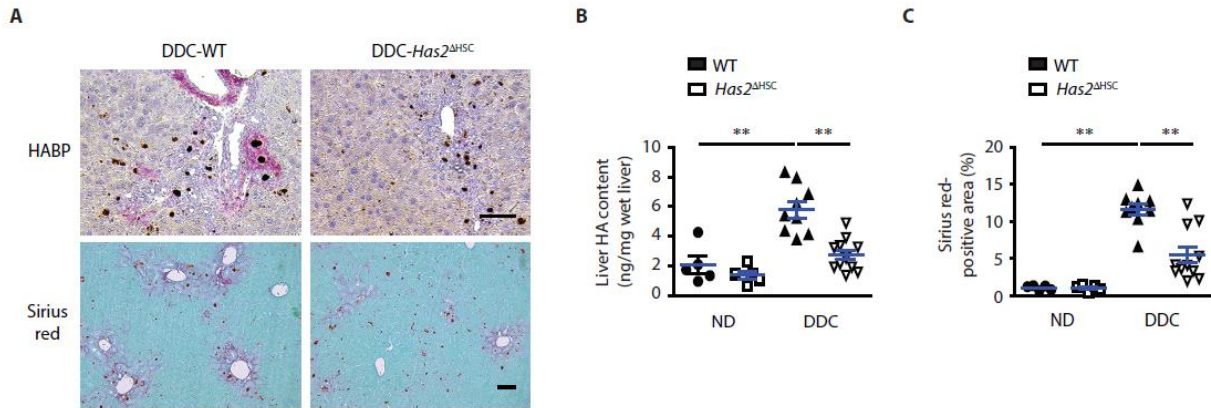 A
DDC-WT
DDC-Has2ΔHSC
HABP
Sirius
red
B
WT
Has2ΔHSC
**
**
Liver HA content
(ng/mg wet liver)
10
8
6
4
2
0
ND
DDC
C
WT
Has2ΔHSC
**
**
Sirius red-
positive area (%)
20
15
10
5
0
ND
DDC